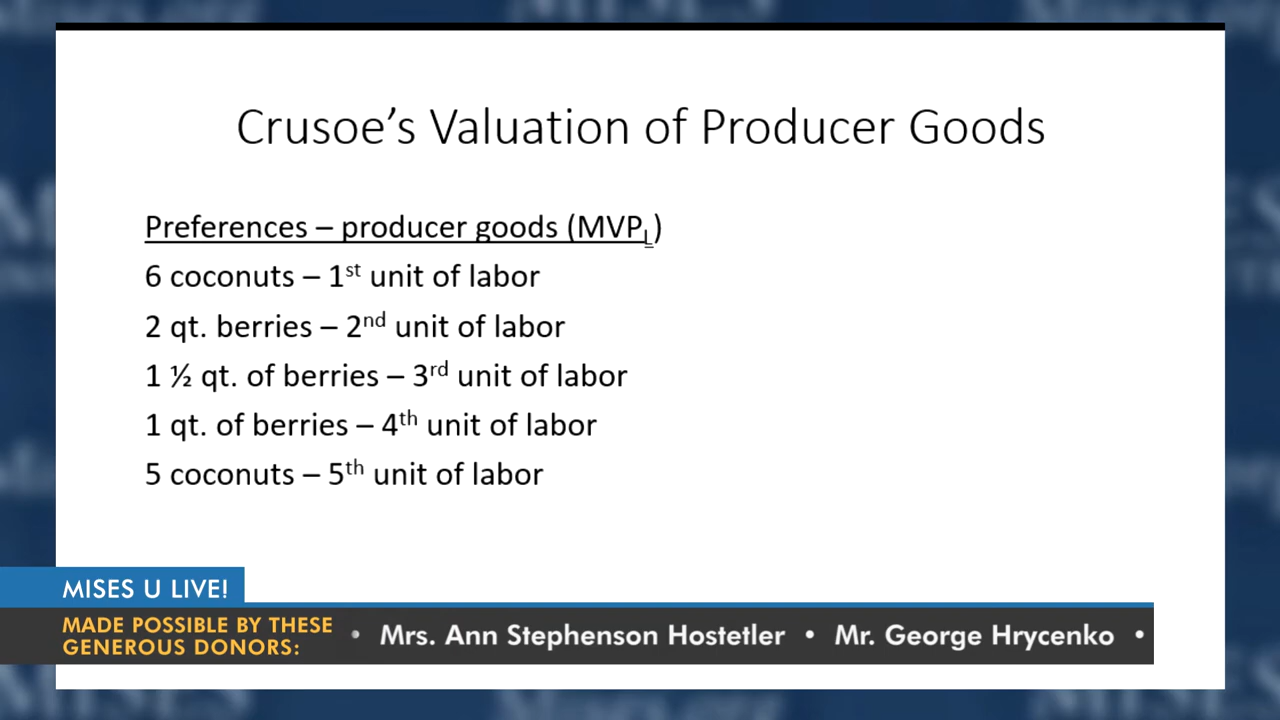 Crusoe’s Valuation of Producer Goods
Preferences – producer goods (MVPL)
6 coconuts – 1st unit of labor
2 qt. berries – 2nd unit of labor
1 ½ qt. of berries – 3rd unit of labor
1 qt. of berries – 4th unit of labor
5 coconuts – 5th unit of labor
MISES U LIVE!
MADE POSSIBLE BY THESE
GENEROUS DONORS:
• Mrs. Ann Stephenson Hostetler • Mr. George Hrycenko •